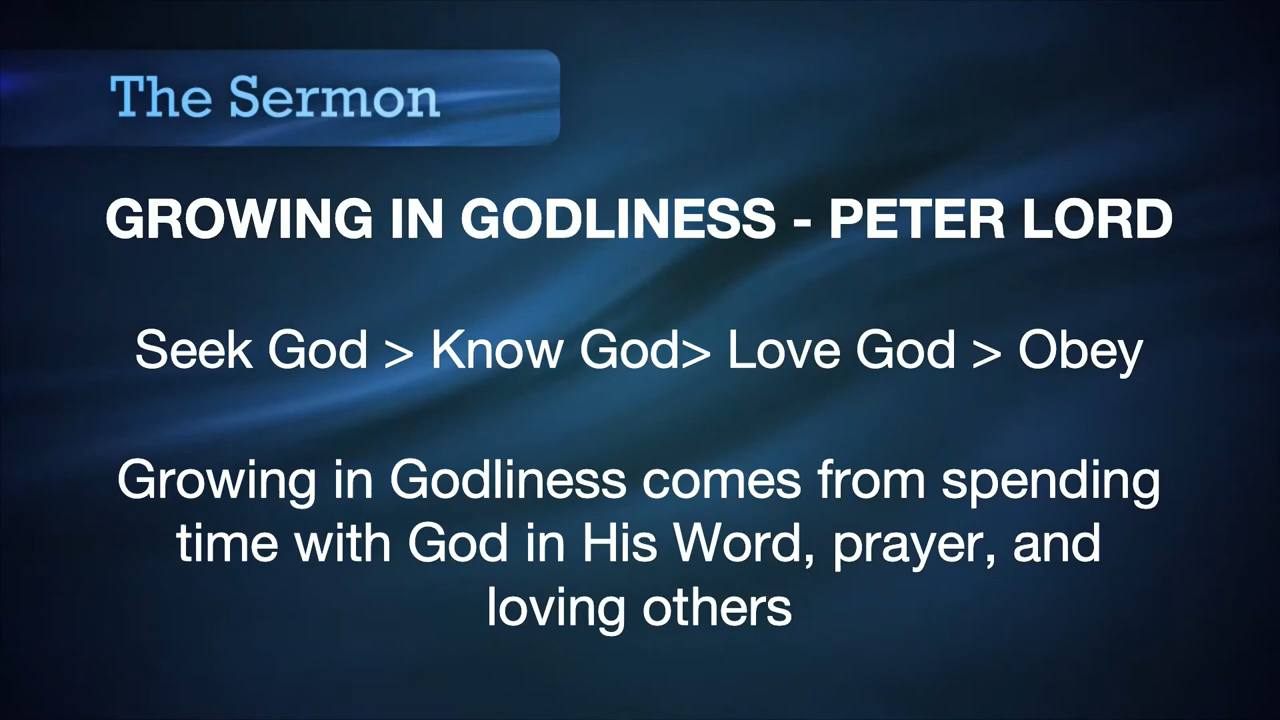 The Sermon
GROWING IN GODLINESS - PETER LORD
Seek God > Know God> Love God > Obey
Growing in Godliness comes from spending
time with God in His Word, prayer, and
loving others